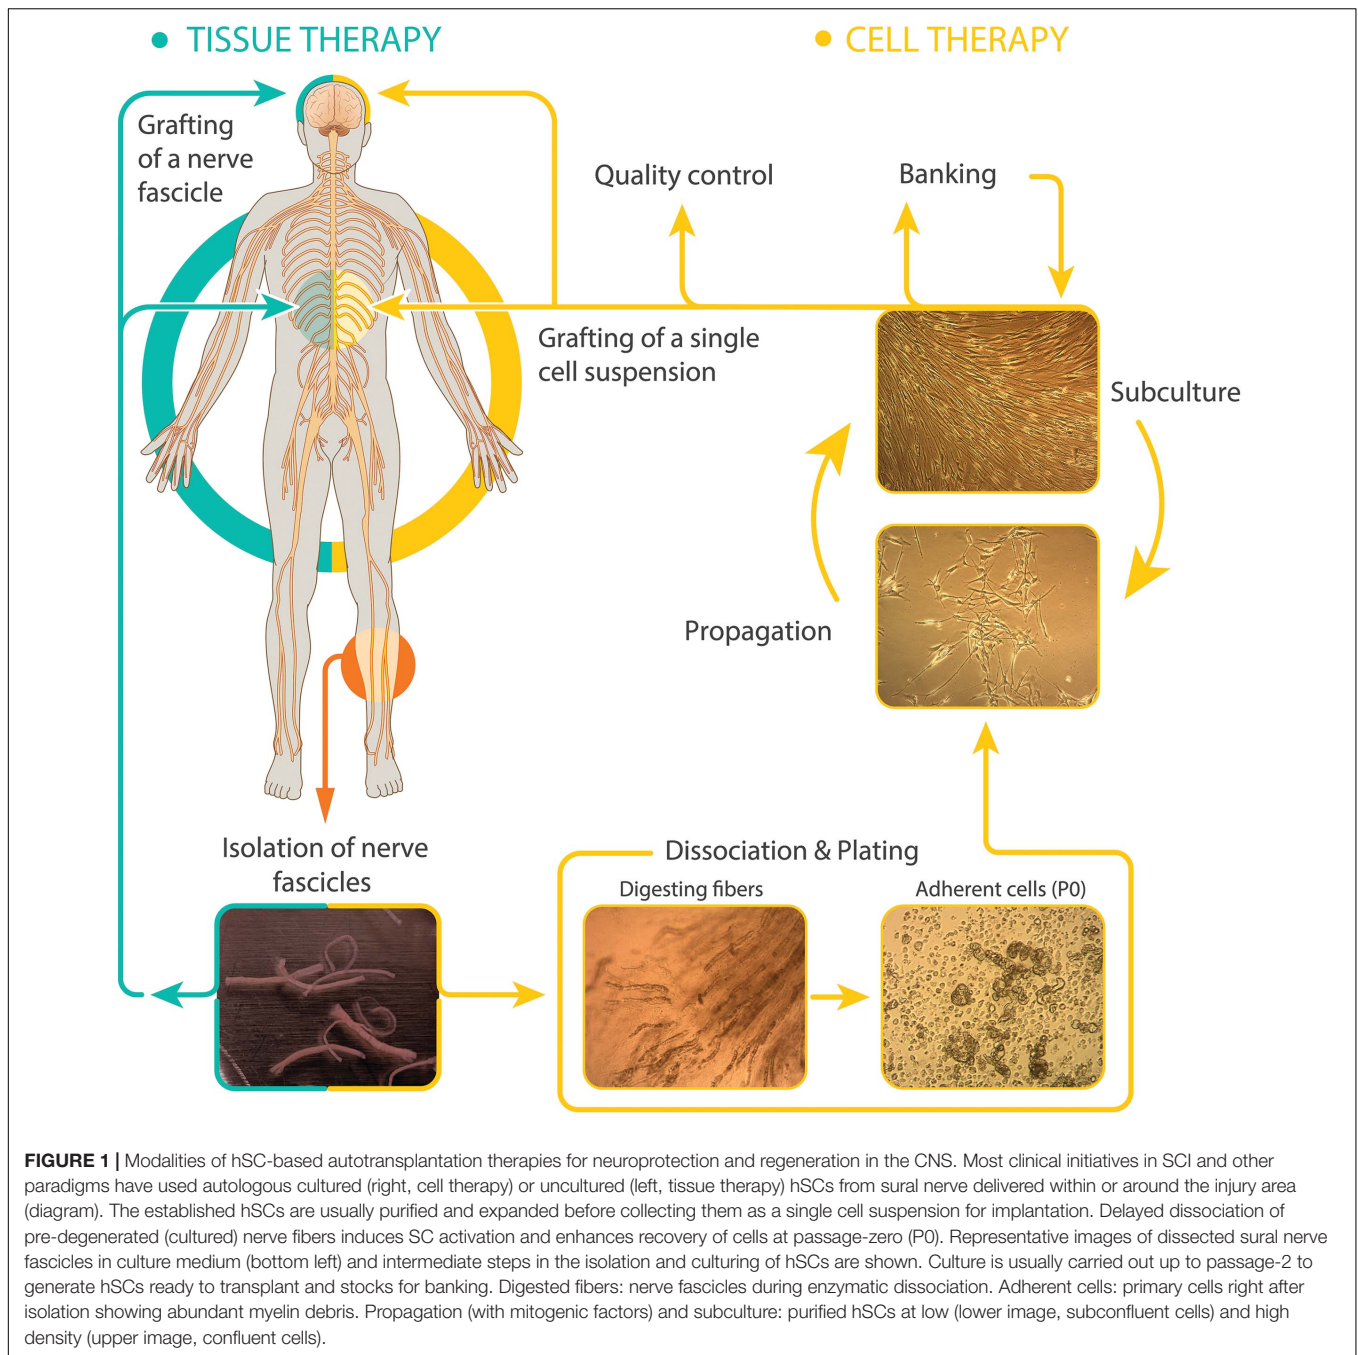 TISSUE THERAPY
CELL THERAPY
Grafting
of a nerve
fascicle
Quality control
Banking
Grafting of a single
cell suspension
Subculture
Propagation
Isolation of nerve
fascicles
Dissociation & Plating
Digesting fibers
Adherent cells (P0)
FIGURE 1 | Modalities of hSC-based autotransplantation therapies for neuroprotection and regeneration in the CNS. Most clinical initiatives in SCI and other
paradigms have used autologous cultured (right, cell therapy) or uncultured (left, tissue therapy) hSCs from sural nerve delivered within or around the injury area
(diagram). The established hSCs are usually purified and expanded before collecting them as a single cell suspension for implantation. Delayed dissociation of
pre-degenerated (cultured) nerve fibers induces SC activation and enhances recovery of cells at passage-zero (P0). Representative images of dissected sural nerve
fascicles in culture medium (bottom left) and intermediate steps in the isolation and culturing of hSCs are shown. Culture is usually carried out up to passage-2 to
generate hSCs ready to transplant and stocks for banking. Digested fibers: nerve fascicles during enzymatic dissociation. Adherent cells: primary cells right after
isolation showing abundant myelin debris. Propagation (with mitogenic factors) and subculture: purified hSCs at low (lower image, subconfluent cells) and high
density (upper image, confluent cells).